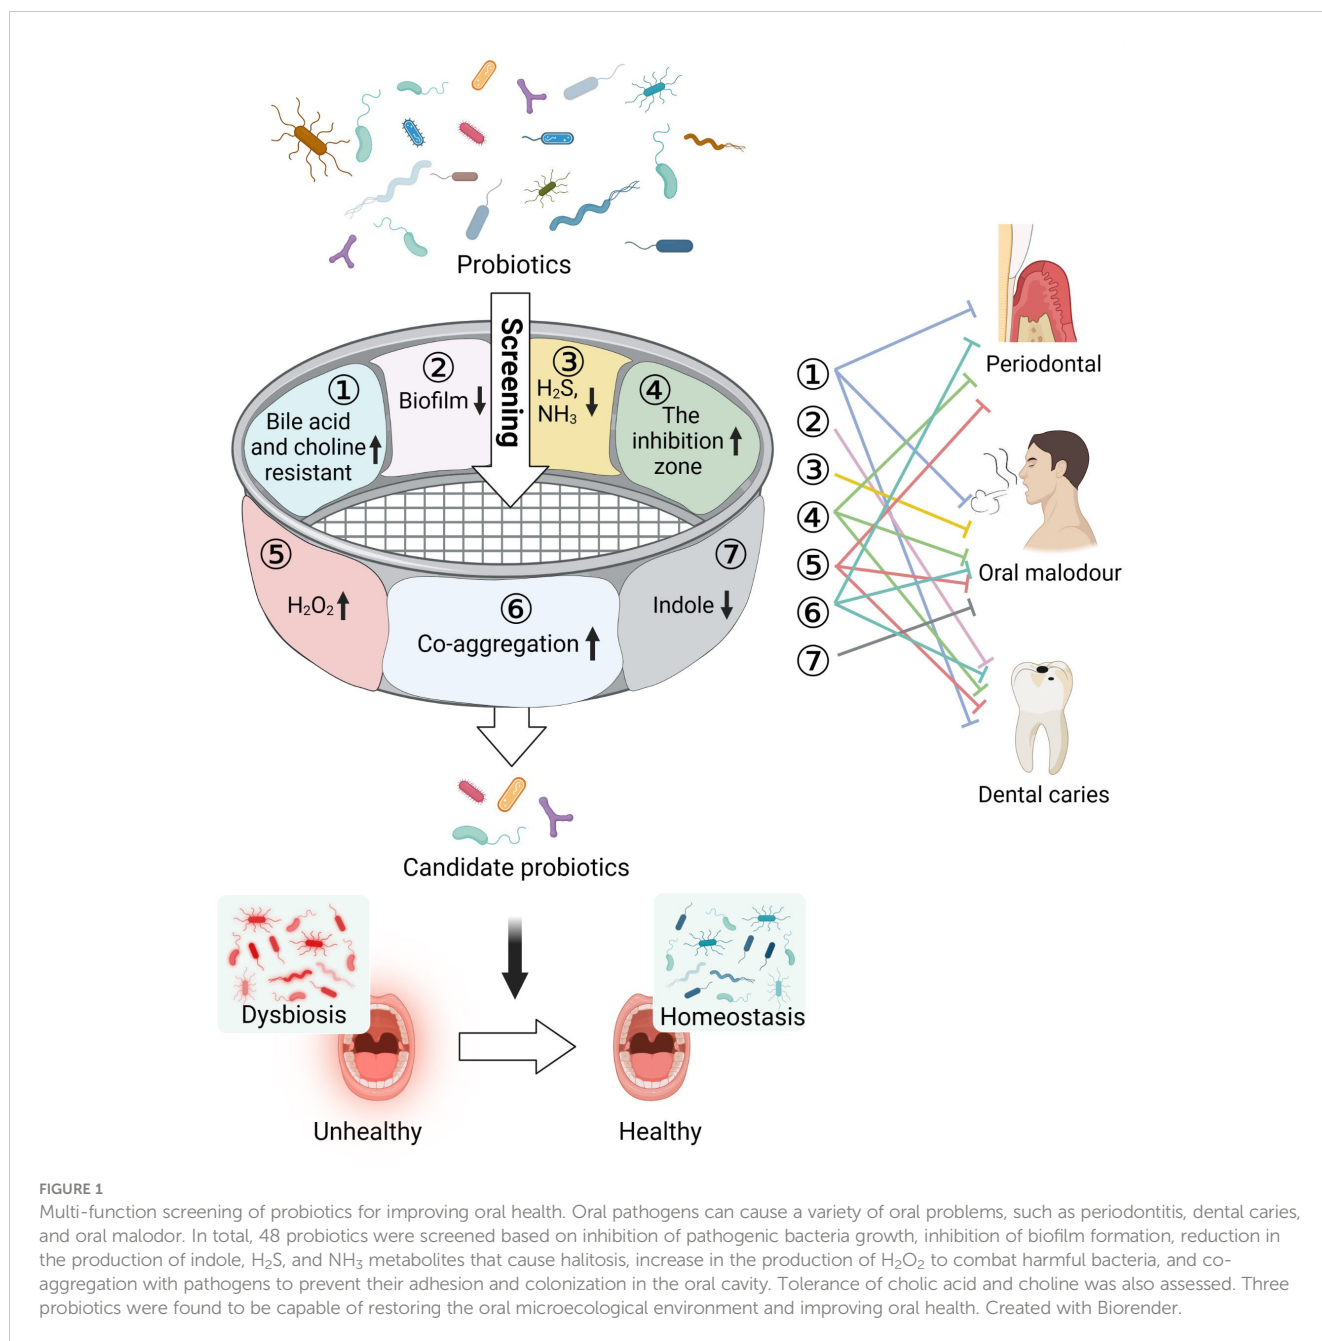 Probiotics
Screening
①
Bile acid
and choline
resistant
②
Biofilm
③
H₂S,
NH₃
④
The
inhibition
zone
⑤
H₂O₂
⑥
Co-aggregation
⑦
Indole
①
②
③
④
⑤
⑥
⑦
Periodontal
Oral malodour
Dental caries
Candidate probiotics
Dysbiosis
Homeostasis
Unhealthy
Healthy
FIGURE 1
Multi-function screening of probiotics for improving oral health. Oral pathogens can cause a variety of oral problems, such as periodontitis, dental caries,
and oral malodor. In total, 48 probiotics were screened based on inhibition of pathogenic bacteria growth, inhibition of biofilm formation, reduction in
the production of indole, H₂S, and NH₃ metabolites that cause halitosis, increase in the production of H₂O₂ to combat harmful bacteria, and co-
aggregation with pathogens to prevent their adhesion and colonization in the oral cavity. Tolerance of cholic acid and choline was also assessed. Three
probiotics were found to be capable of restoring the oral microecological environment and improving oral health. Created with Biorender.